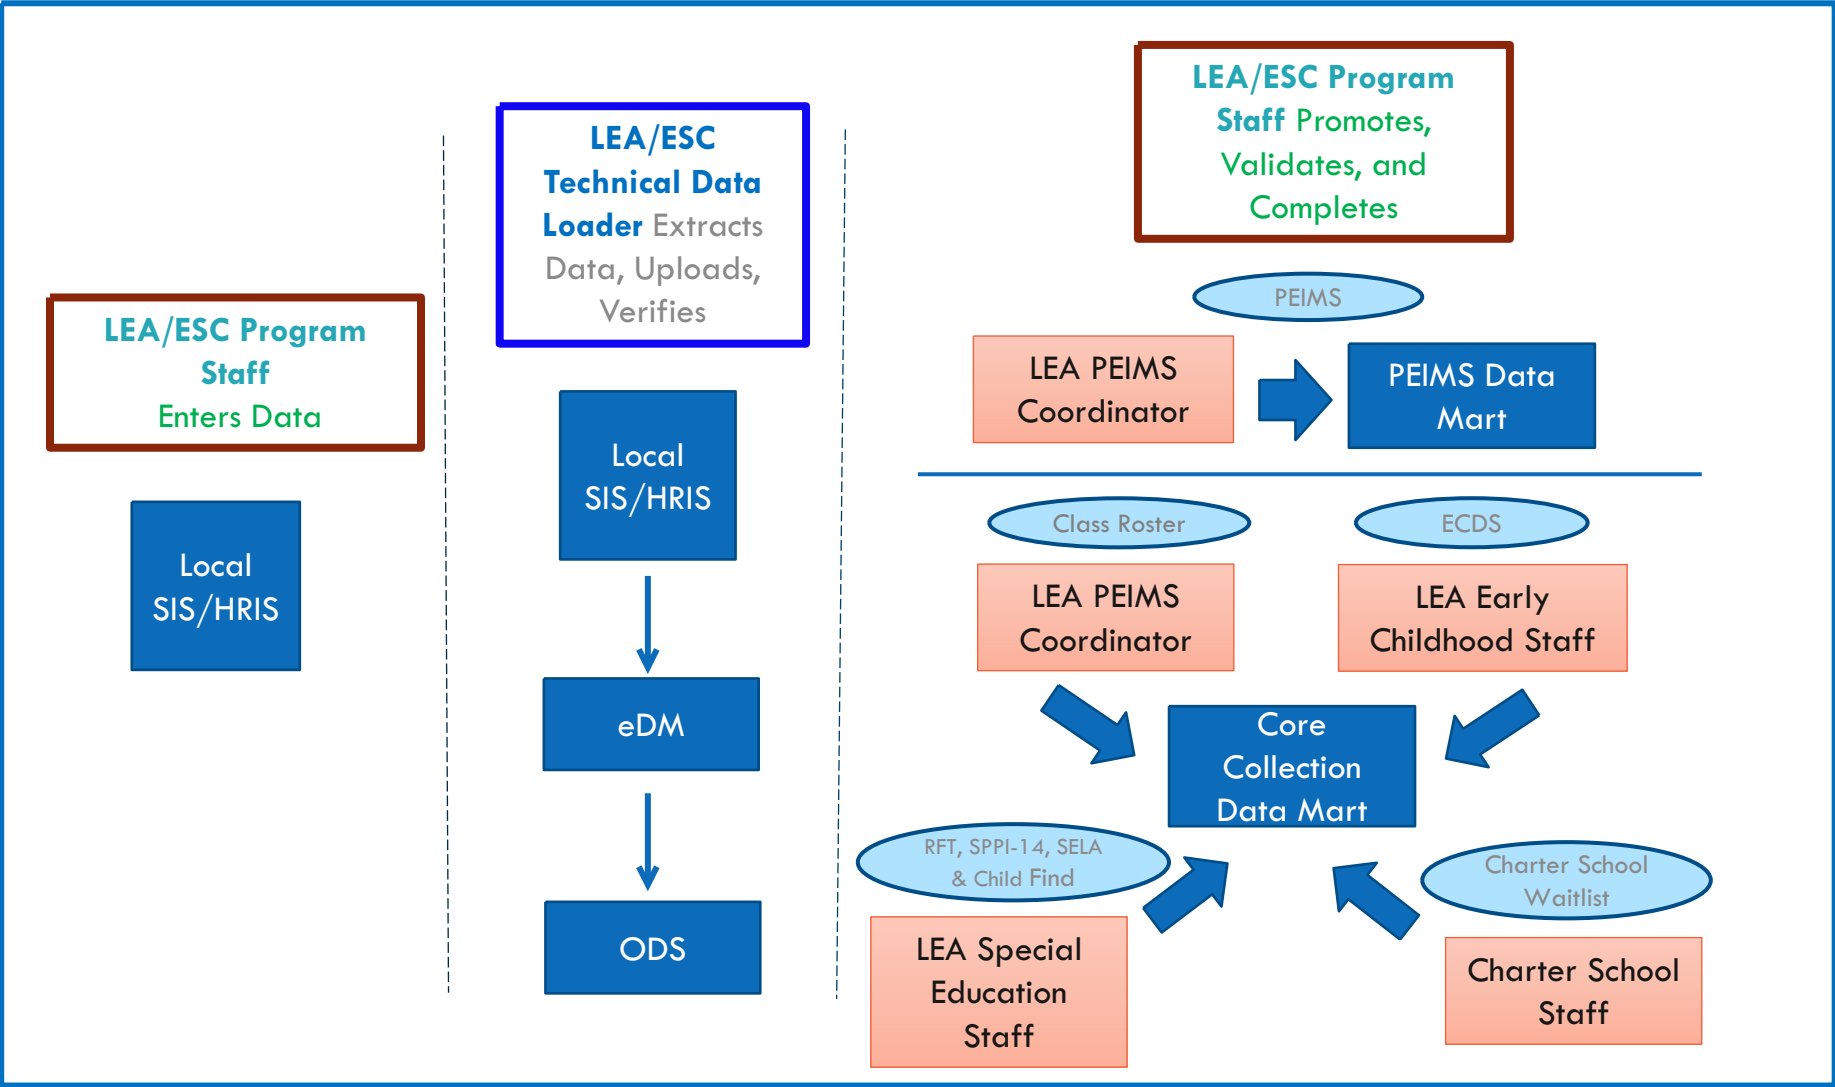 LEA/ESC Program
Staff
Enters Data
Local
SIS/HRIS
LEA/ESC
Technical Data
Loader Extracts
Data, Uploads,
Verifies
Local
SIS/HRIS
eDM
ODS
LEA/ESC Program
Staff Promotes,
Validates, and
Completes
PEIMS
LEA PEIMS
Coordinator
PEIMS Data
Mart
Class Roster
LEA PEIMS
Coordinator
ECDS
LEA Early
Childhood Staff
Core
Collection
Data Mart
RFT, SPPI-14, SELA
& Child Find
LEA Special
Education
Staff
Charter School
Waitlist
Charter School
Staff